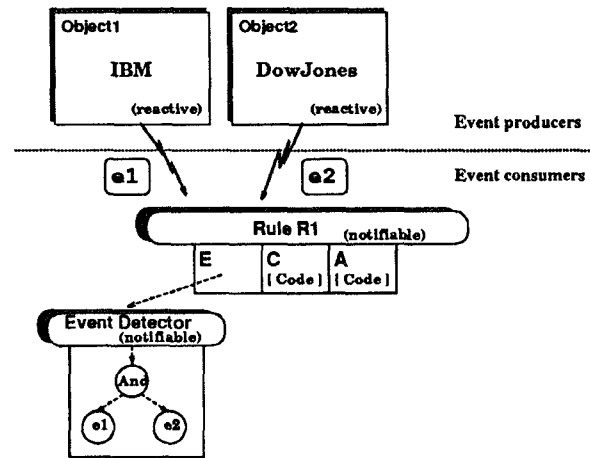 Object1
IBM
(reactive)
Object2
DowJones
(reactive)
Event producers
e1
e2
Event consumers
Rule R1 (notifiable)
E
C
[ Code ]
A
[ Code ]
Event Detector
(notifiable)
And
e1
e2